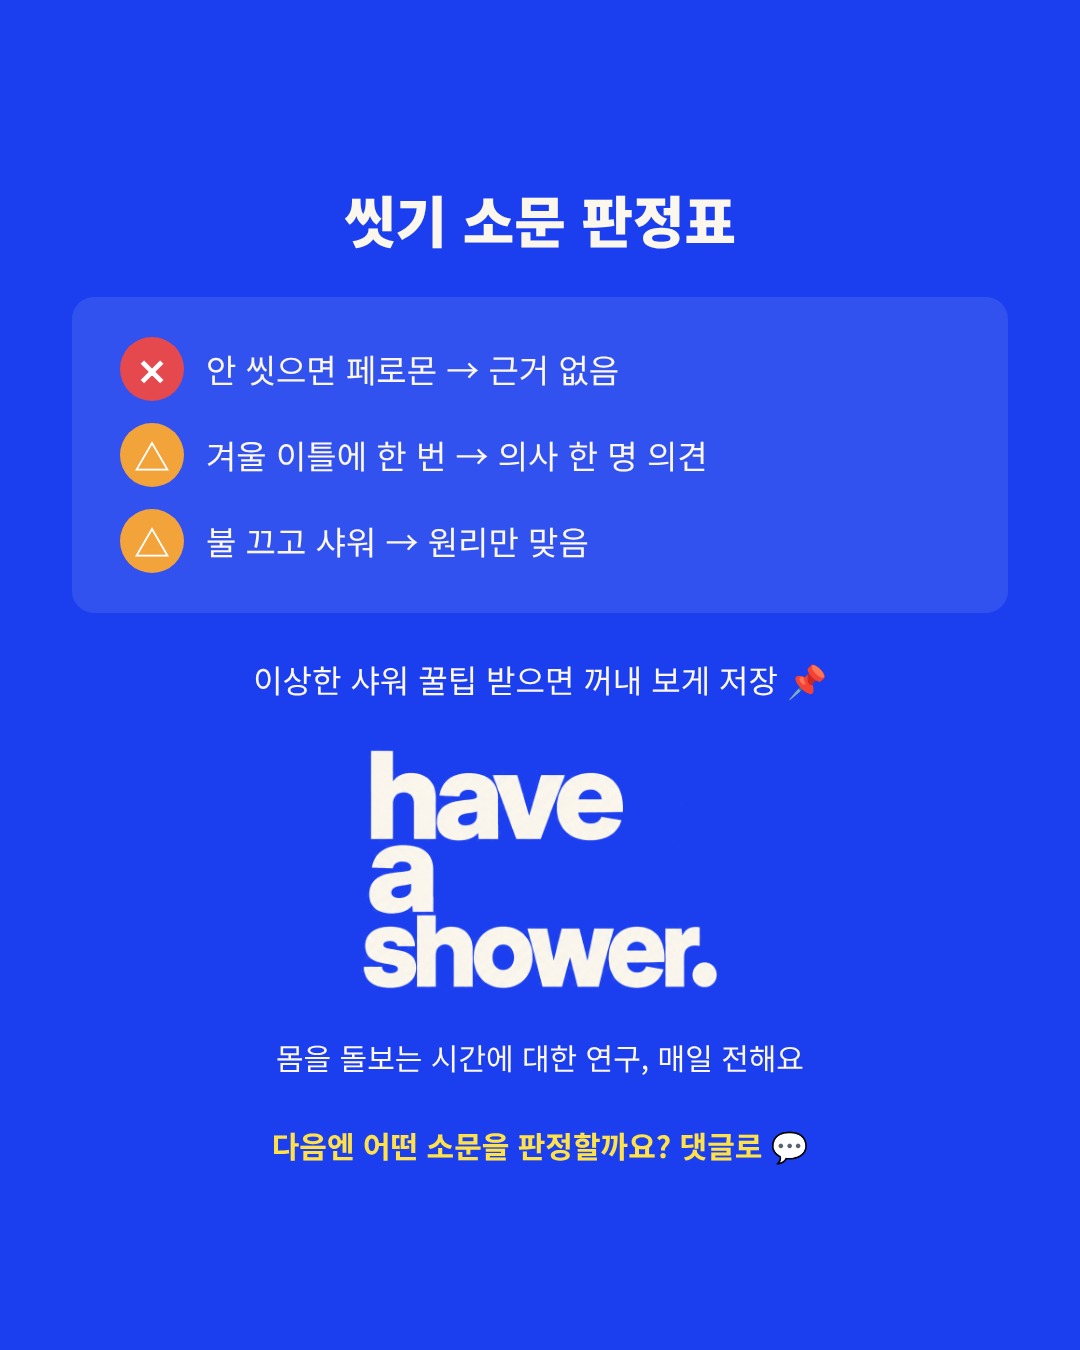 씻기 소문 판정표
× 안 씻으면 페로몬 → 근거 없음
△ 겨울 이틀에 한 번 → 의사 한 명 의견
△ 불 끄고 샤워 → 원리만 맞음
이상한 샤워 꿀팁 받으면 꺼내 보게 저장 📌
have
a
shower.
몸을 돌보는 시간에 대한 연구, 매일 전해요
다음엔 어떤 소문을 판정할까요? 댓글로 💬